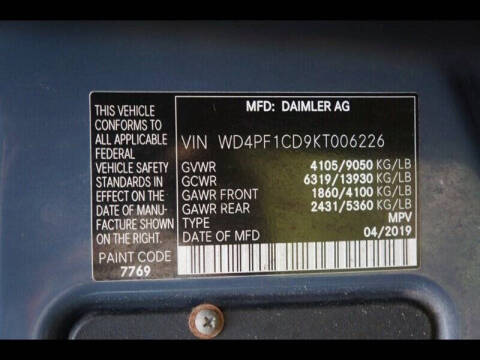 THIS VEHICLE
CONFORMS TO
ALL APPLICABLE
FEDERAL
VEHICLE SAFETY
STANDARDS IN
EFFECT ON THE
DATE OF MANU-
FACTURE SHOWN
ON THE RIGHT.
PAINT CODE
7769
MFD: DAIMLER AG
VIN WD4PF1CD9KT006226
GVWR 4105/9050 KG/LB
GCWR 6319/13930 KG/LB
GAWR FRONT 1860/4100 KG/LB
GAWR REAR 2431/5360 KG/LB
TYPE MPV
DATE OF MFD 04/2019